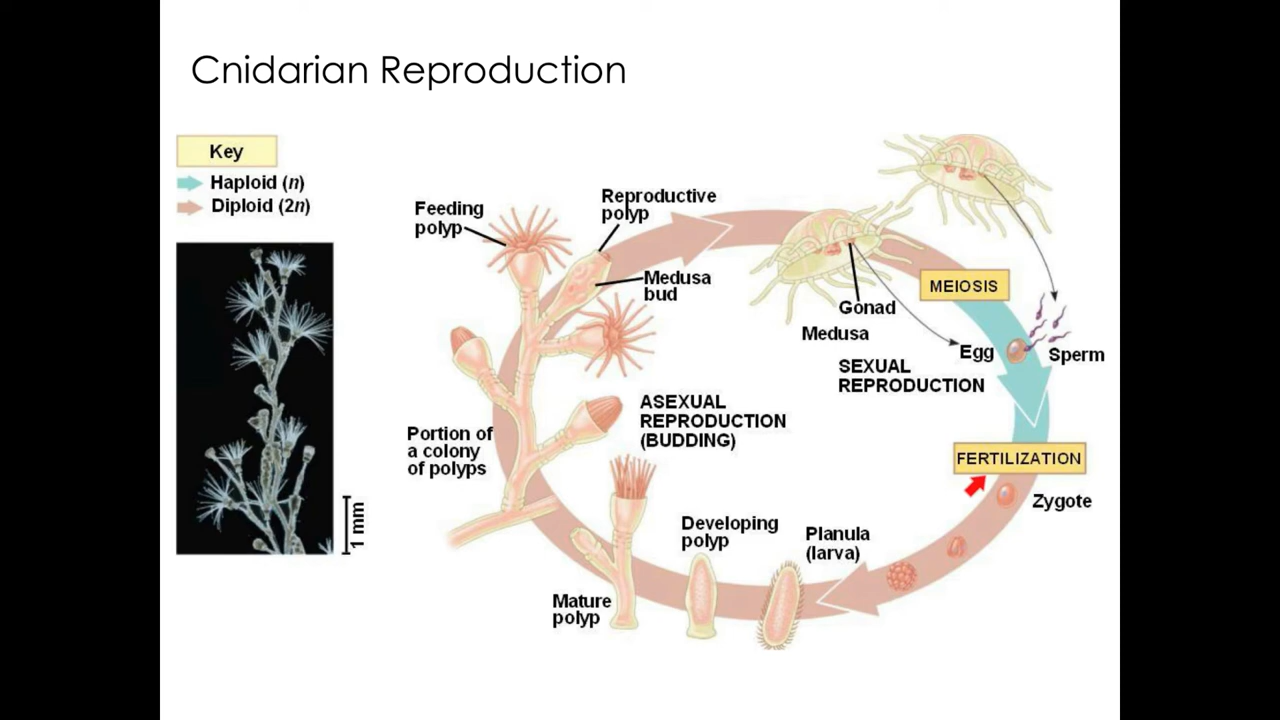 Cnidarian Reproduction
Key
Haploid (n)
Diploid (2n)
1 mm
Feeding
polyp
Reproductive
polyp
Medusa
bud
Portion of
a colony
of polyps
ASEXUAL
REPRODUCTION
(BUDDING)
Mature
polyp
Developing
polyp
Planula
(larva)
Gonad
Medusa
SEXUAL
REPRODUCTION
MEIOSIS
Egg
Sperm
FERTILIZATION
Zygote